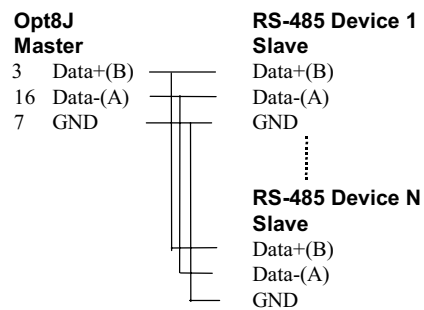 Opt8J
Master
3 Data+(B)
16 Data-(A)
7 GND
RS-485 Device 1
Slave
Data+(B)
Data-(A)
GND
RS-485 Device N
Slave
Data+(B)
Data-(A)
GND